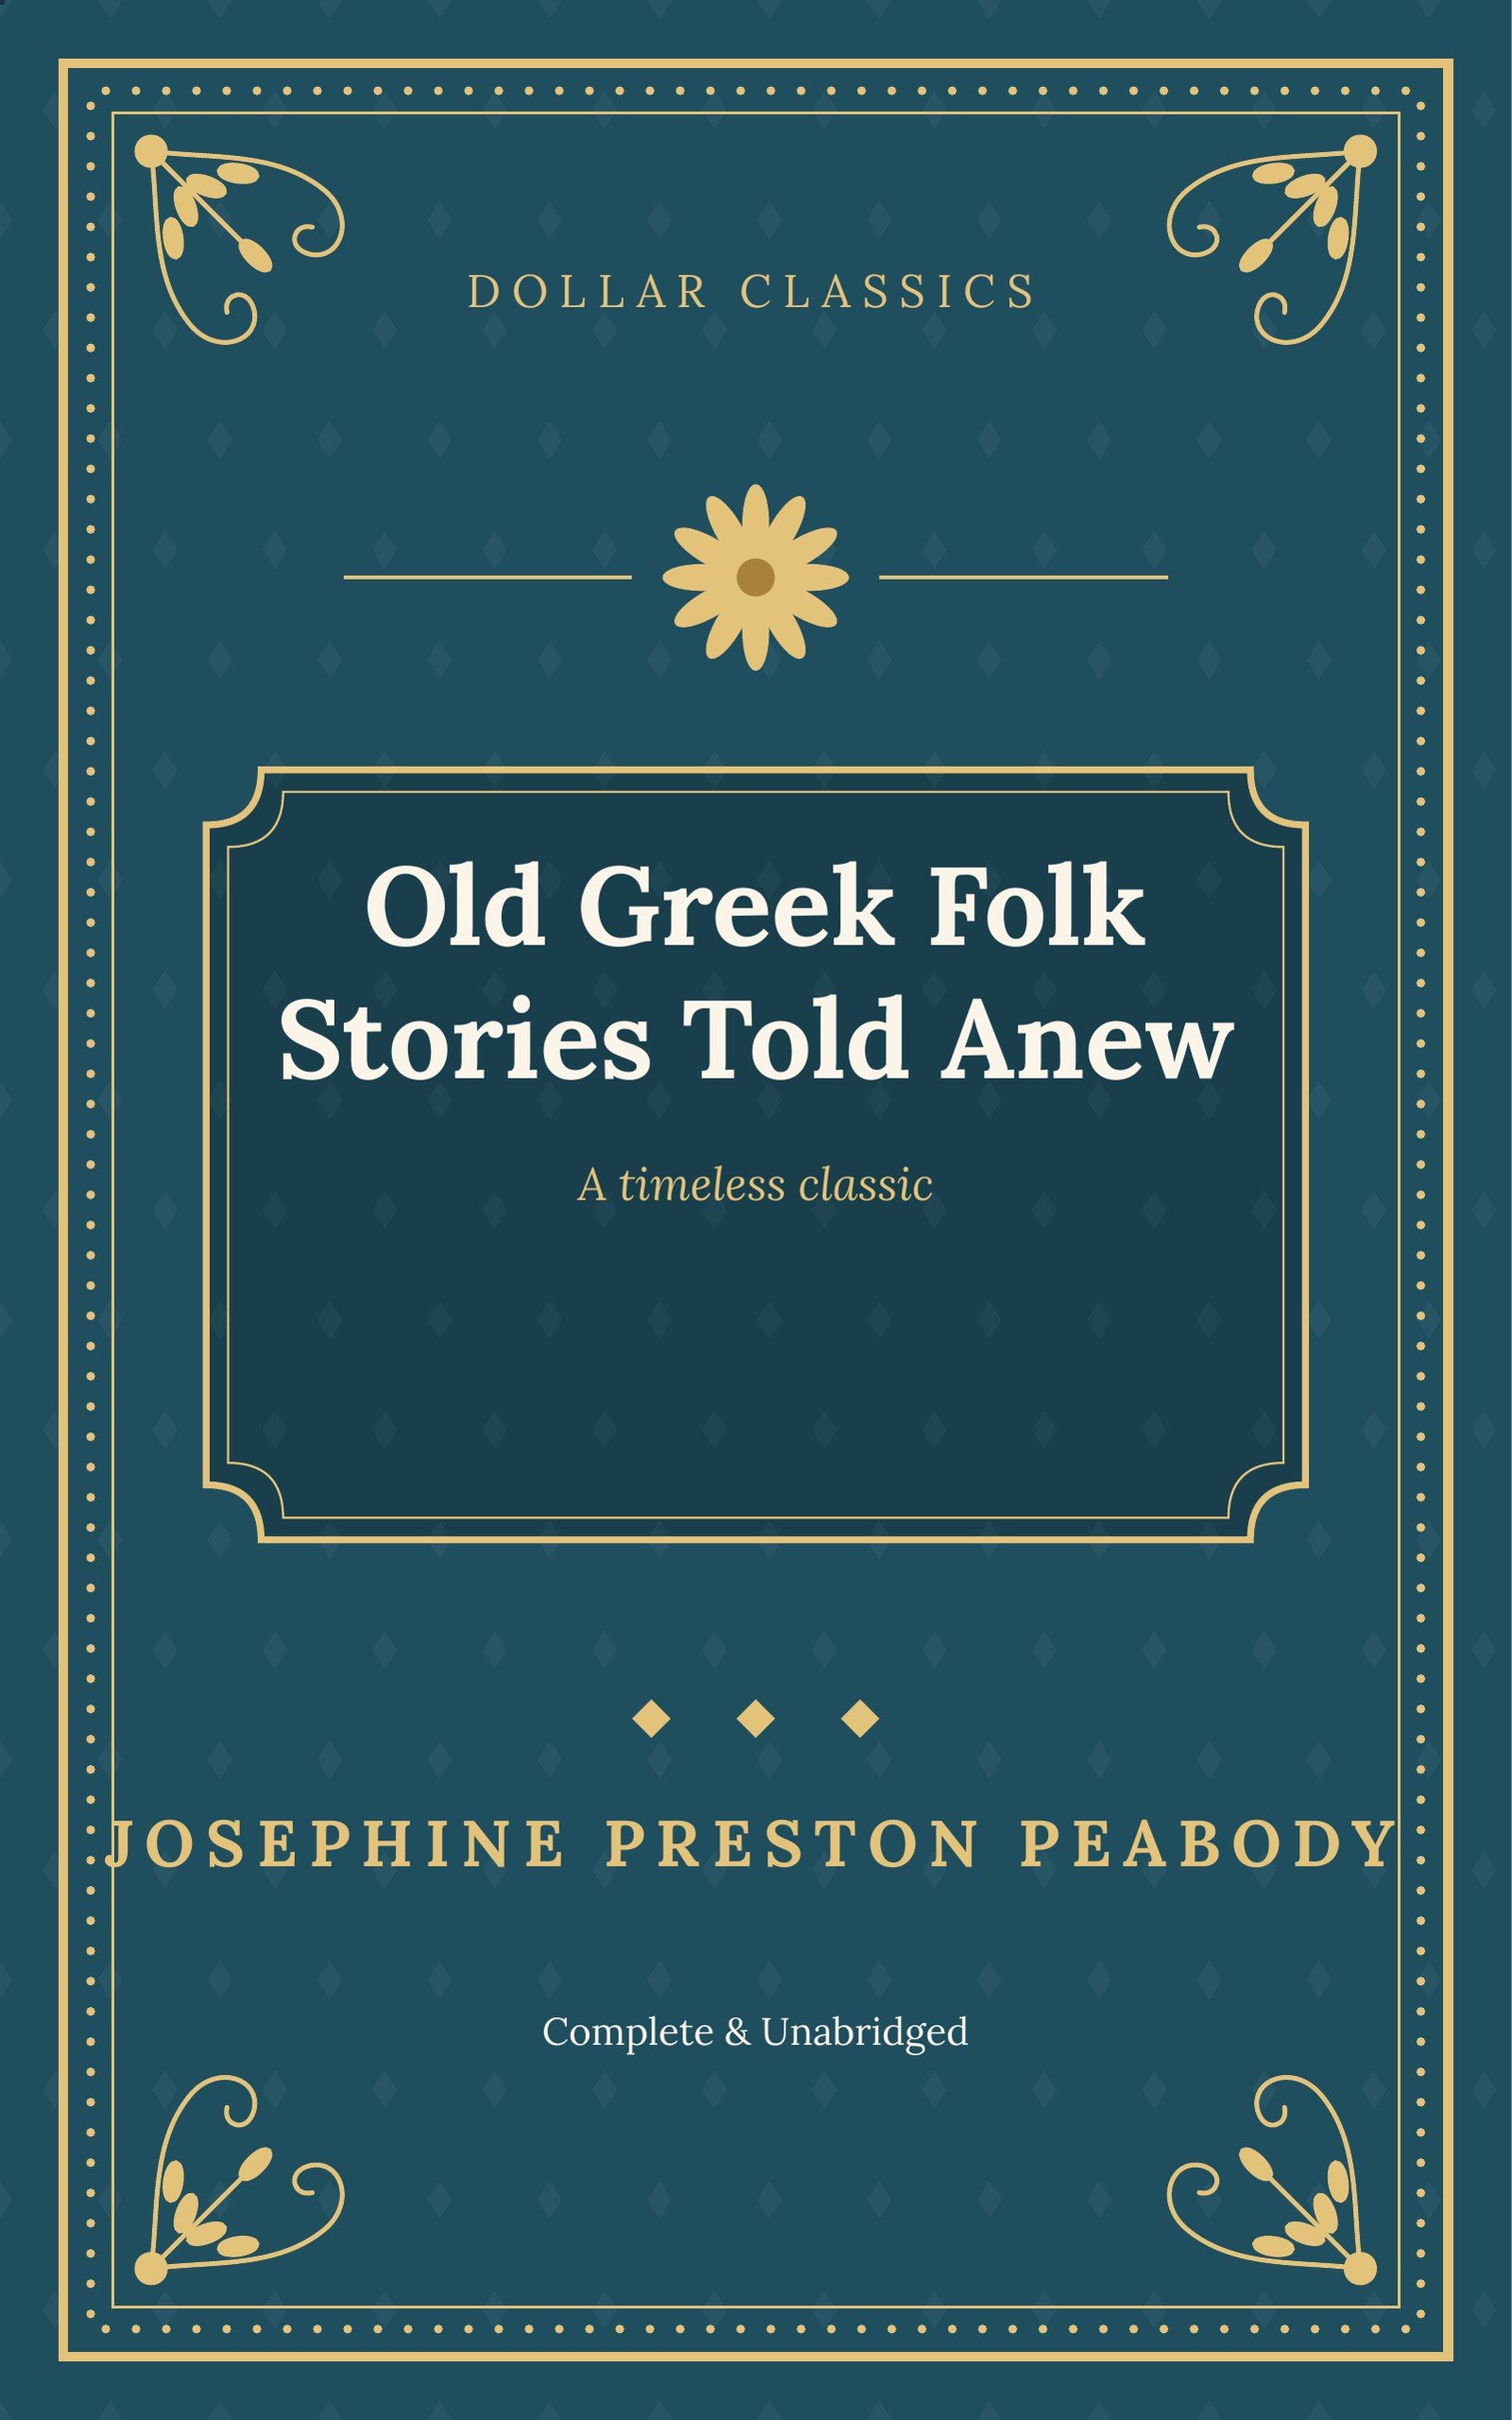 DOLLAR CLASSICS
Old Greek Folk
Stories Told Anew
A timeless classic
JOSEPHINE PRESTON PEABODY
Complete & Unabridged